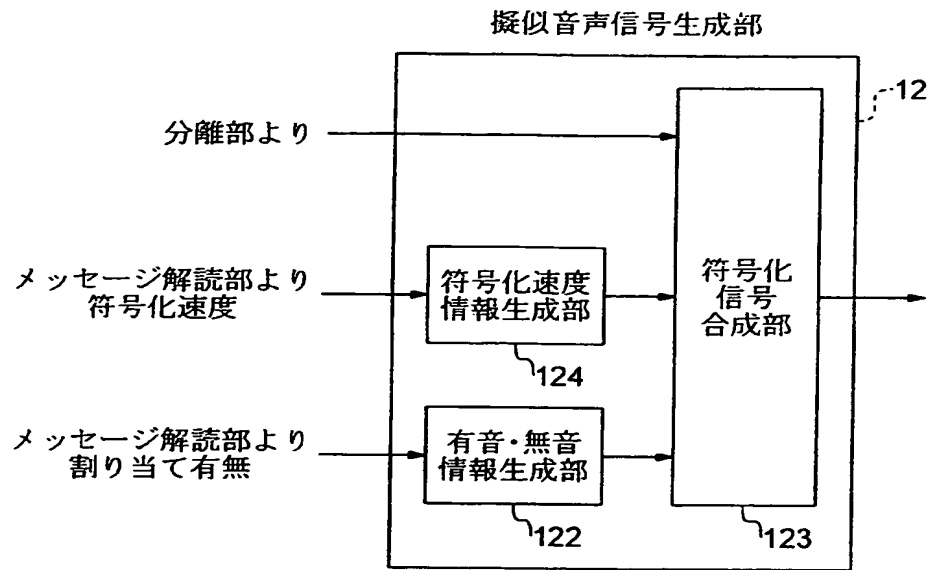 擬似音声信号生成部
12
分離部より
メッセージ解読部より
符号化速度
符号化速度
情報生成部
124
符号化
信号
合成部
メッセージ解読部より
割り当て有無
有音・無音
情報生成部
122
123